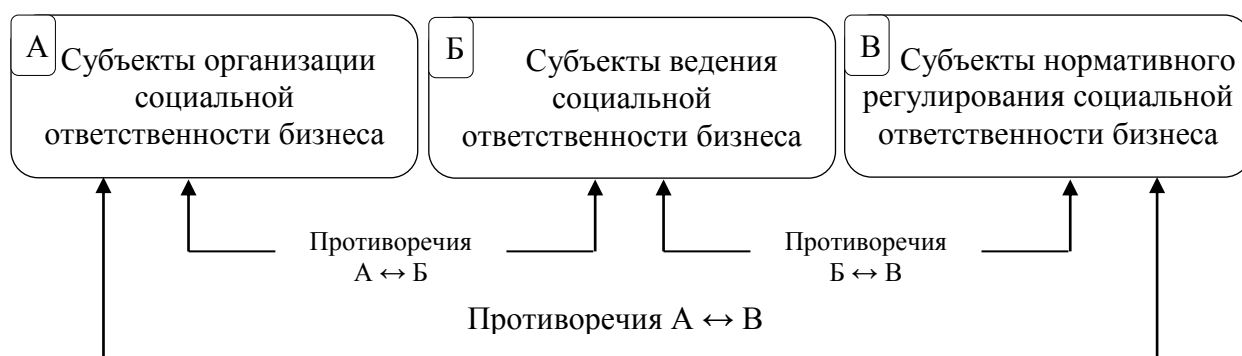 А
Субъекты организации
социальной
ответственности бизнеса
Б
Субъекты ведения
социальной
ответственности бизнеса
В
Субъекты нормативного
регулирования социальной
ответственности бизнеса
Противоречия
А ↔ Б
Противоречия
Б ↔ В
Противоречия А ↔ В